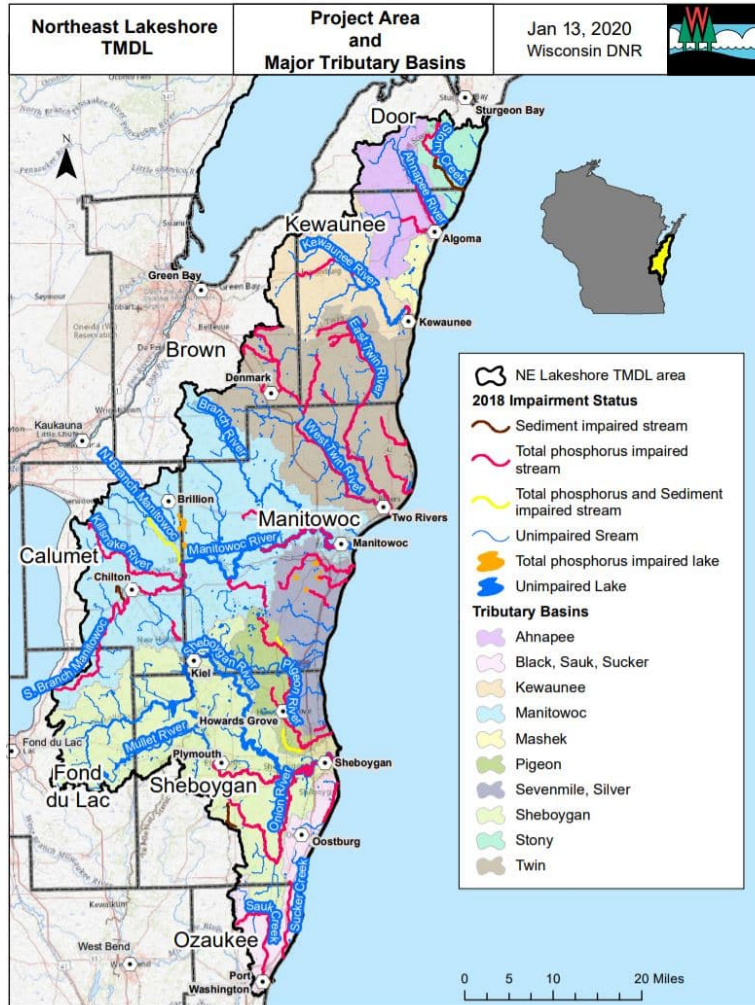 Northeast Lakeshore
TMDL
Project Area
and
Major Tributary Basins
Jan 13, 2020
Wisconsin DNR
W
N
Door
Sturgeon Bay
Stony Creek
Ahnapee River
Kewaunee
Algoma
Kewaunee River
Green Bay
Green Bay
Seymour
Oneida (W)
Reservation
Bellevue
Kewaunee
East Twin River
Brown
Denmark
Branch River
West Twin River
Kaukauna
N. Branch Manitowoc
Brillion
Two Rivers
Manitowoc
Killsnake River
Manitowoc River
Manitowoc
Calumet
Chilton
S. Branch Manitowoc
Sheboygan River
Kiel
Pigeon River
Howards Grove
Mullet River
Fond du Lac
Plymouth
Sheboygan
Fond
du Lac
Sheboygan
Onion River
Oostburg
Sucker Creek
Sauk Creek
Kewaskum
West Bend
Ozaukee
Port
Washington
NE Lakeshore TMDL area
2018 Impairment Status
Sediment impaired stream
Total phosphorus impaired
stream
Total phosphorus and Sediment
impaired stream
Unimpaired Sream
Total phosphorus impaired lake
Unimpaired Lake
Tributary Basins
Ahnapee
Black, Sauk, Sucker
Kewaunee
Manitowoc
Mashek
Pigeon
Sevenmile, Silver
Sheboygan
Stony
Twin
0 5 10 20 Miles